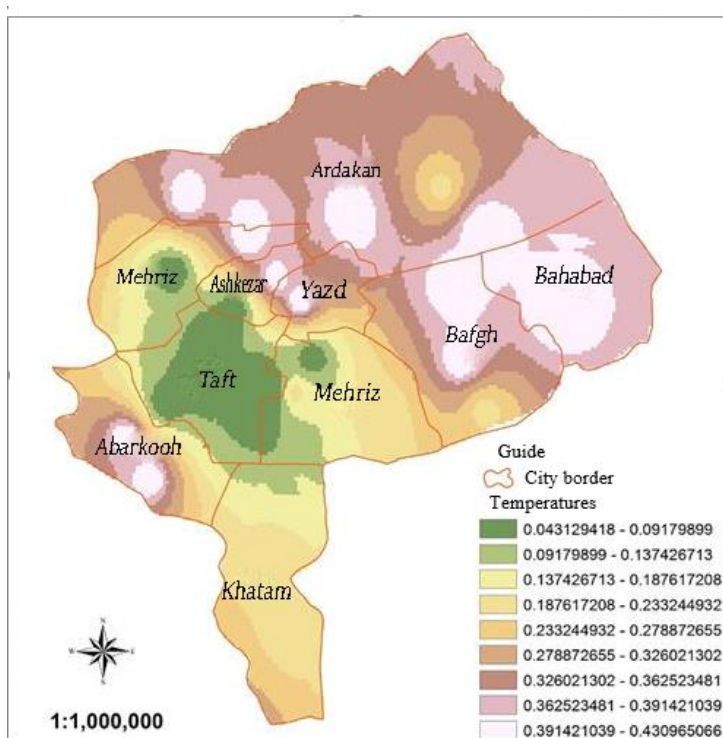 Ardakan
Mehriz
Ashkezar
Yazd
Bahabad
Bafgh
Taft
Mehriz
Abarkooh
Khatam
Guide
City border
Temperatures
0.043129418 - 0.09179899
0.09179899 - 0.137426713
0.137426713 - 0.187617208
0.187617208 - 0.233244932
0.233244932 - 0.278872655
0.278872655 - 0.326021302
0.326021302 - 0.362523481
0.362523481 - 0.391421039
0.391421039 - 0.430965066
N
W
E
S
1:1,000,000